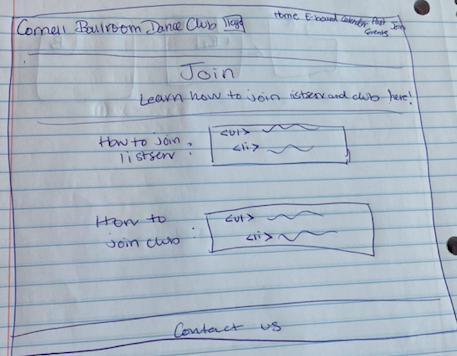 Cornell Ballroom Dance Club logo
Home E-board Calendar Past Join
Events
Join
Learn how to join listserv and club here!
How to join
listserv :
<ul>
<li>
How to
join club :
<ul>
<li>
Contact us